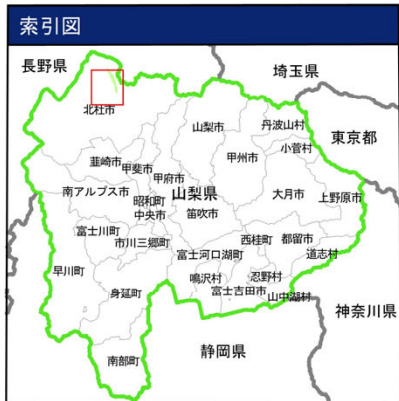 索引図
長野県
埼玉県
北杜市
山梨市
丹波山村
東京都
甲州市
小菅村
韮崎市
甲斐市
甲府市
南アルプス市
山梨県
大月市
上野原市
昭和町
中央市
笛吹市
富士川町
市川三郷町
西桂町
都留市
道志村
富士河口湖町
早川町
鳴沢村
忍野村
身延町
富士吉田市
山中湖村
神奈川県
南部町
静岡県